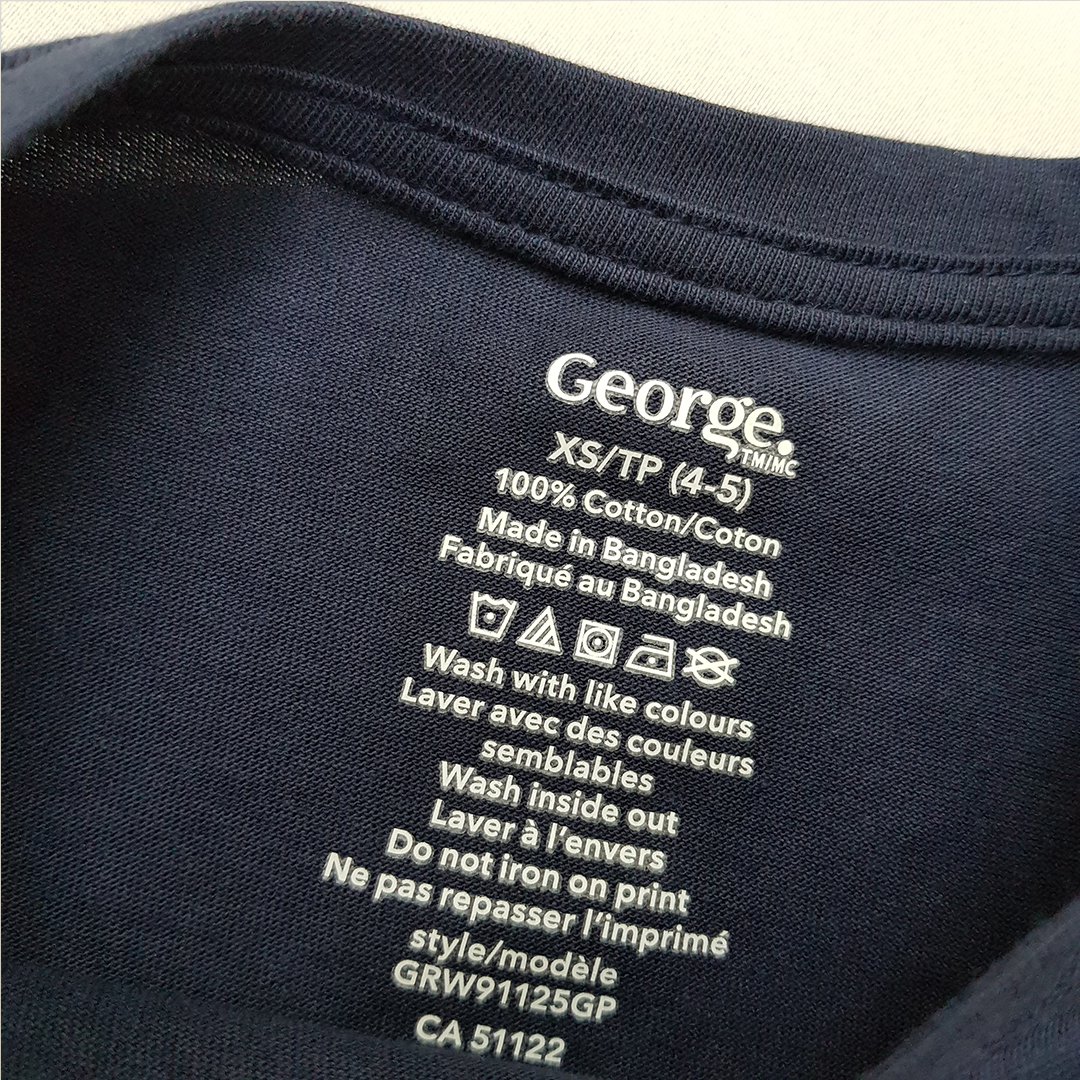 George.
TM/MC
XS/TP (4-5)
100% Cotton/Coton
Made in Bangladesh
Fabriqué au Bangladesh
Wash with like colours
Laver avec des couleurs
semblables
Wash inside out
Laver à l'envers
Do not iron on print
Ne pas repasser l'imprimé
style/modèle
GRW91125GP
CA 51122